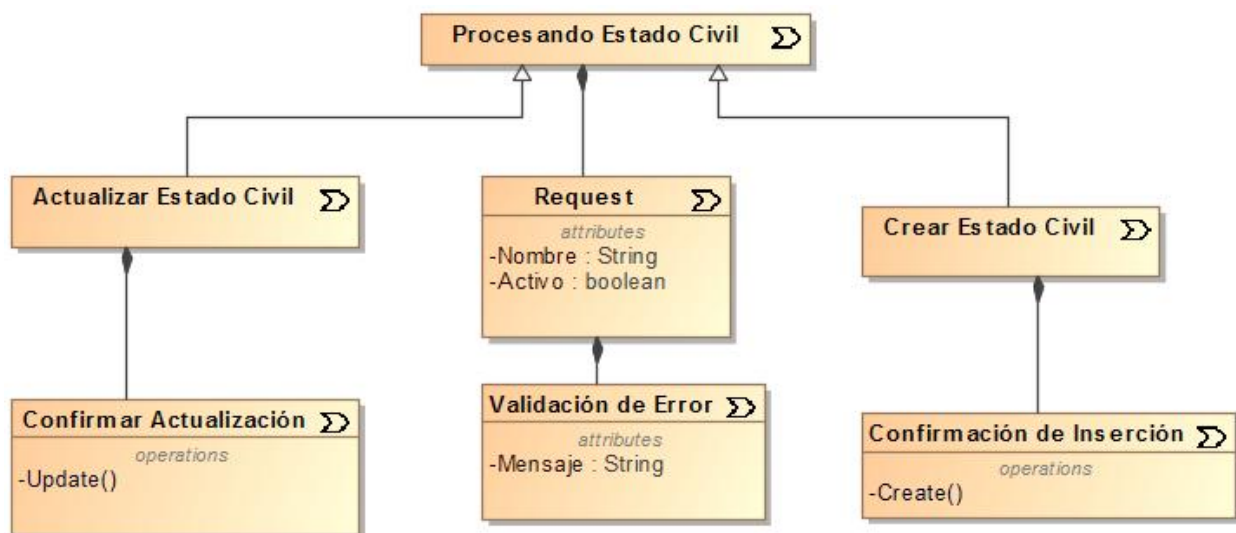 Procesando Estado Civil
Actualizar Estado Civil
Request
attributes
-Nombre : String
-Activo : boolean
Crear Estado Civil
Confirmar Actualización
operations
-Update()
Validación de Error
attributes
-Mensaje : String
Confirmación de Inserción
operations
-Create()